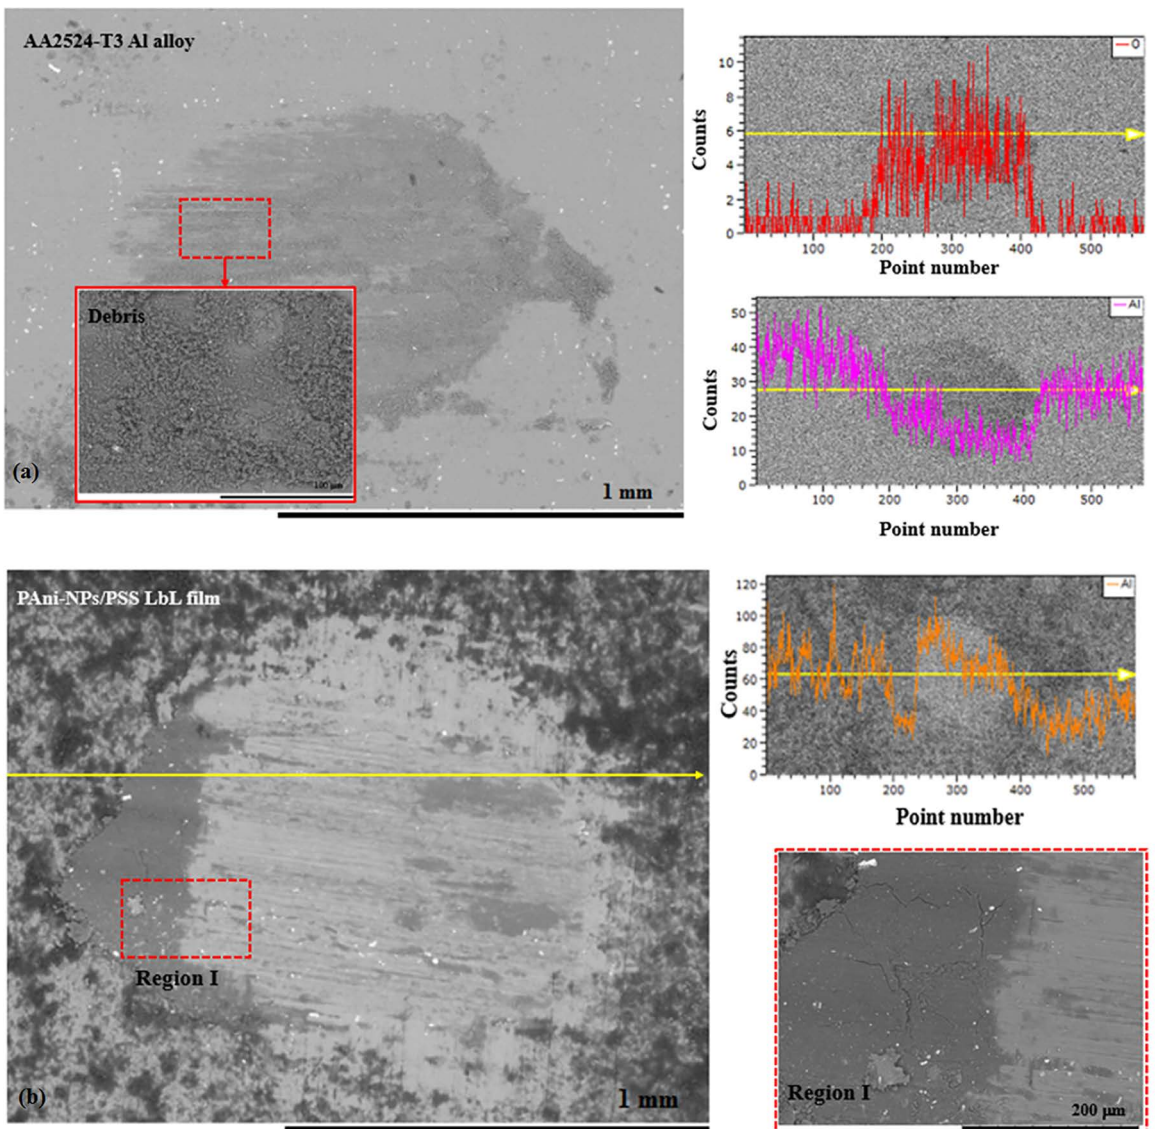 AA2524-T3 Al alloy
Debris
100 μm
(a)
1 mm
O
10
8
6
4
2
0
Counts
100 200 300 400 500
Point number
Al
50
40
30
20
10
0
Counts
100 200 300 400 500
Point number
PAni-NPs/PSS LbL film
Region I
(b)
1 mm
Al
120
100
80
60
40
20
0
Counts
100 200 300 400 500
Point number
Region I
200 μm